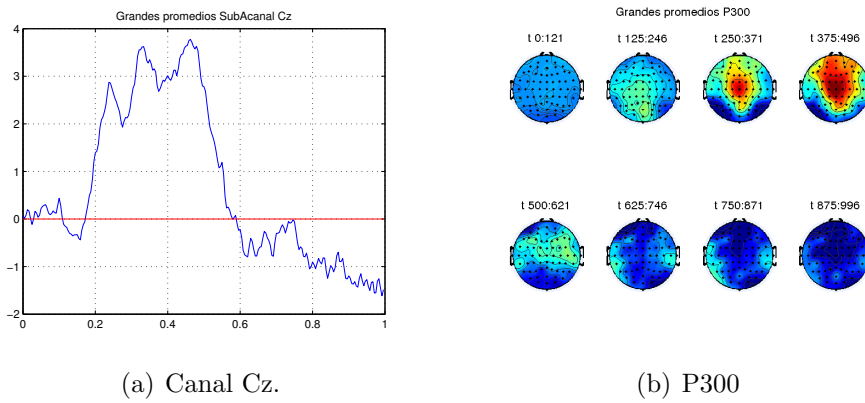 Grandes promedios SubAcanal Cz
4
3
2
1
0
−1
−2
0 0.2 0.4 0.6 0.8 1
(a) Canal Cz.
Grandes promedios P300
t 0:121 t 125:246 t 250:371 t 375:496
t 500:621 t 625:746 t 750:871 t 875:996
(b) P300